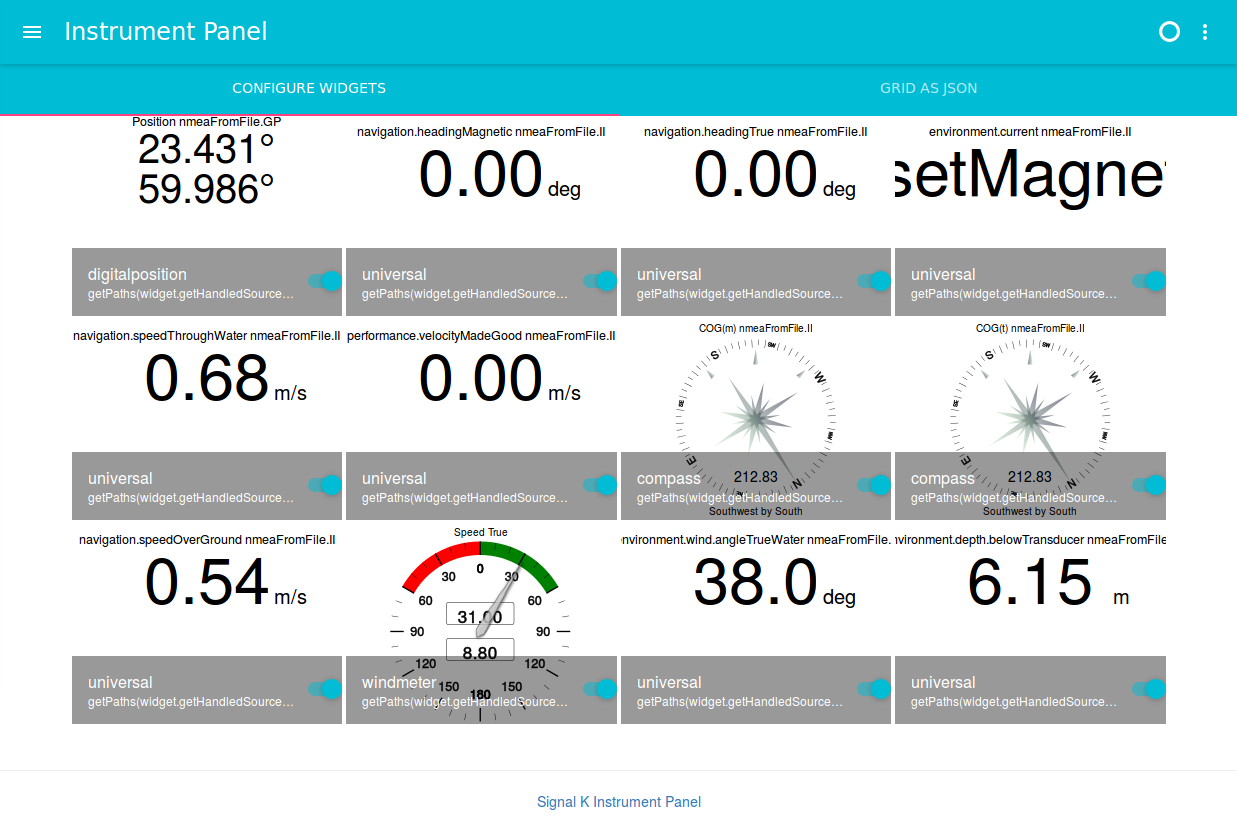 Instrument Panel
CONFIGURE WIDGETS
GRID AS JSON
Position nmeaFromFile.GP
23.431°
59.986°
digitalposition
getPaths(widget.getHandledSource…
navigation.headingMagnetic nmeaFromFile.II
0.00 deg
universal
getPaths(widget.getHandledSource…
navigation.headingTrue nmeaFromFile.II
0.00 deg
universal
getPaths(widget.getHandledSource…
environment.current nmeaFromFile.II
setMagne
universal
getPaths(widget.getHandledSource…
navigation.speedThroughWater nmeaFromFile.II
0.68 m/s
universal
getPaths(widget.getHandledSource…
performance.velocityMadeGood nmeaFromFile.II
0.00 m/s
universal
getPaths(widget.getHandledSource…
COG(m) nmeaFromFile.II
S SW W NW N E SE
212.83
compass
getPaths(widget.getHandledSource…
Southwest by South
COG(t) nmeaFromFile.II
S SW W NW N E SE
212.83
compass
getPaths(widget.getHandledSource…
Southwest by South
navigation.speedOverGround nmeaFromFile.II
0.54 m/s
universal
getPaths(widget.getHandledSource…
Speed True
0
30 30
60 60
31.00
90 90
8.80
120 120
150 180 150
windmeter
getPaths(widget.getHandledSource…
nvironment.wind.angleTrueWater nmeaFromFile.
38.0 deg
universal
getPaths(widget.getHandledSource…
vironment.depth.belowTransducer nmeaFromFile
6.15 m
universal
getPaths(widget.getHandledSource…
Signal K Instrument Panel